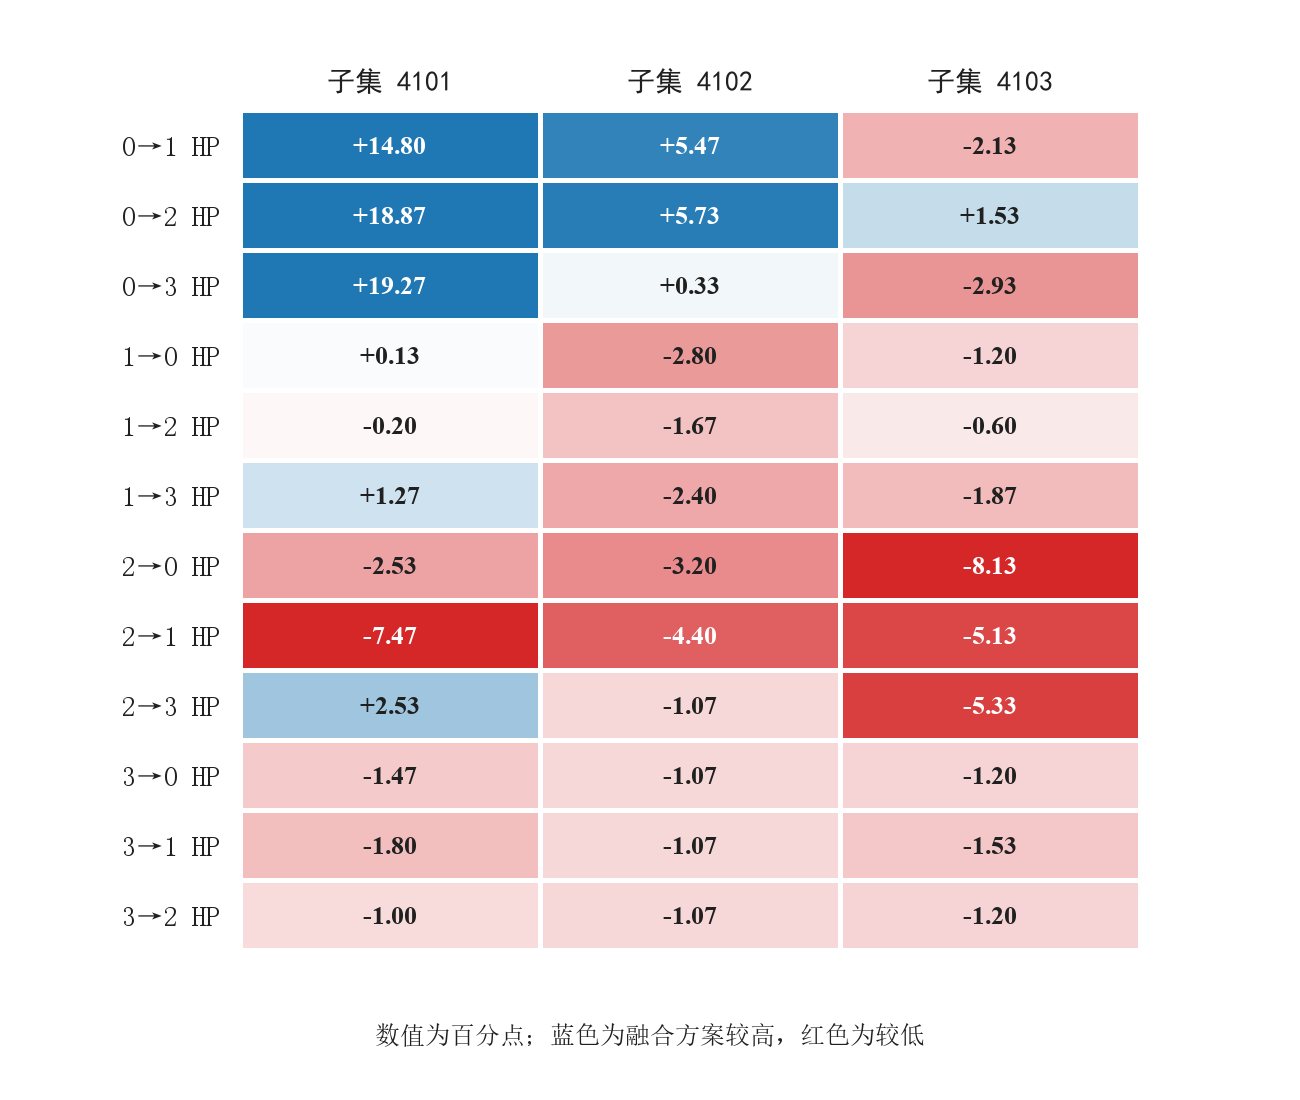 子集 4101 子集 4102 子集 4103
0→1 HP +14.80 +5.47 -2.13
0→2 HP +18.87 +5.73 +1.53
0→3 HP +19.27 +0.33 -2.93
1→0 HP +0.13 -2.80 -1.20
1→2 HP -0.20 -1.67 -0.60
1→3 HP +1.27 -2.40 -1.87
2→0 HP -2.53 -3.20 -8.13
2→1 HP -7.47 -4.40 -5.13
2→3 HP +2.53 -1.07 -5.33
3→0 HP -1.47 -1.07 -1.20
3→1 HP -1.80 -1.07 -1.53
3→2 HP -1.00 -1.07 -1.20
数值为百分点；蓝色为融合方案较高，红色为较低